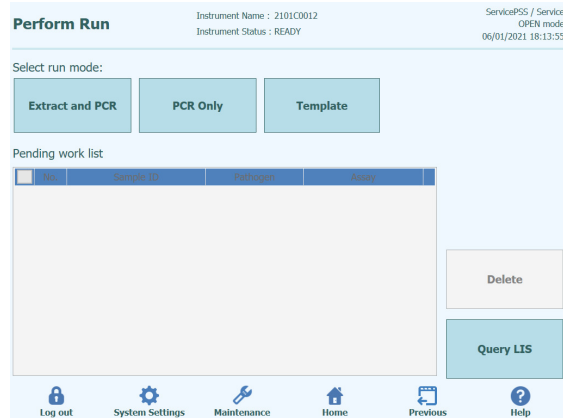 Perform Run
Instrument Name : 2101C0012
Instrument Status : READY
ServicePSS / Service
OPEN mode
06/01/2021 18:13:55
Select run mode:
Extract and PCR
PCR Only
Template
Pending work list
No. Sample ID Pathogen Assay
Delete
Query LIS
Log out
System Settings
Maintenance
Home
Previous
Help